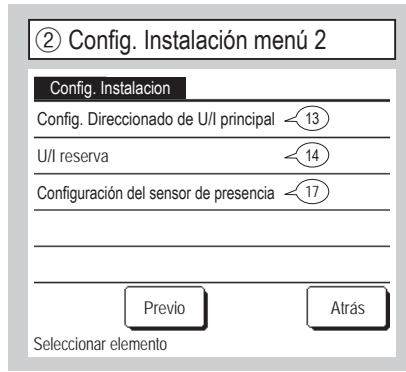 ② Config. Instalación menú 2
Config. Instalacion
Config. Direccionado de U/I principal 13
U/I reserva 14
Configuración del sensor de presencia 17
Previo Atrás
Seleccionar elemento